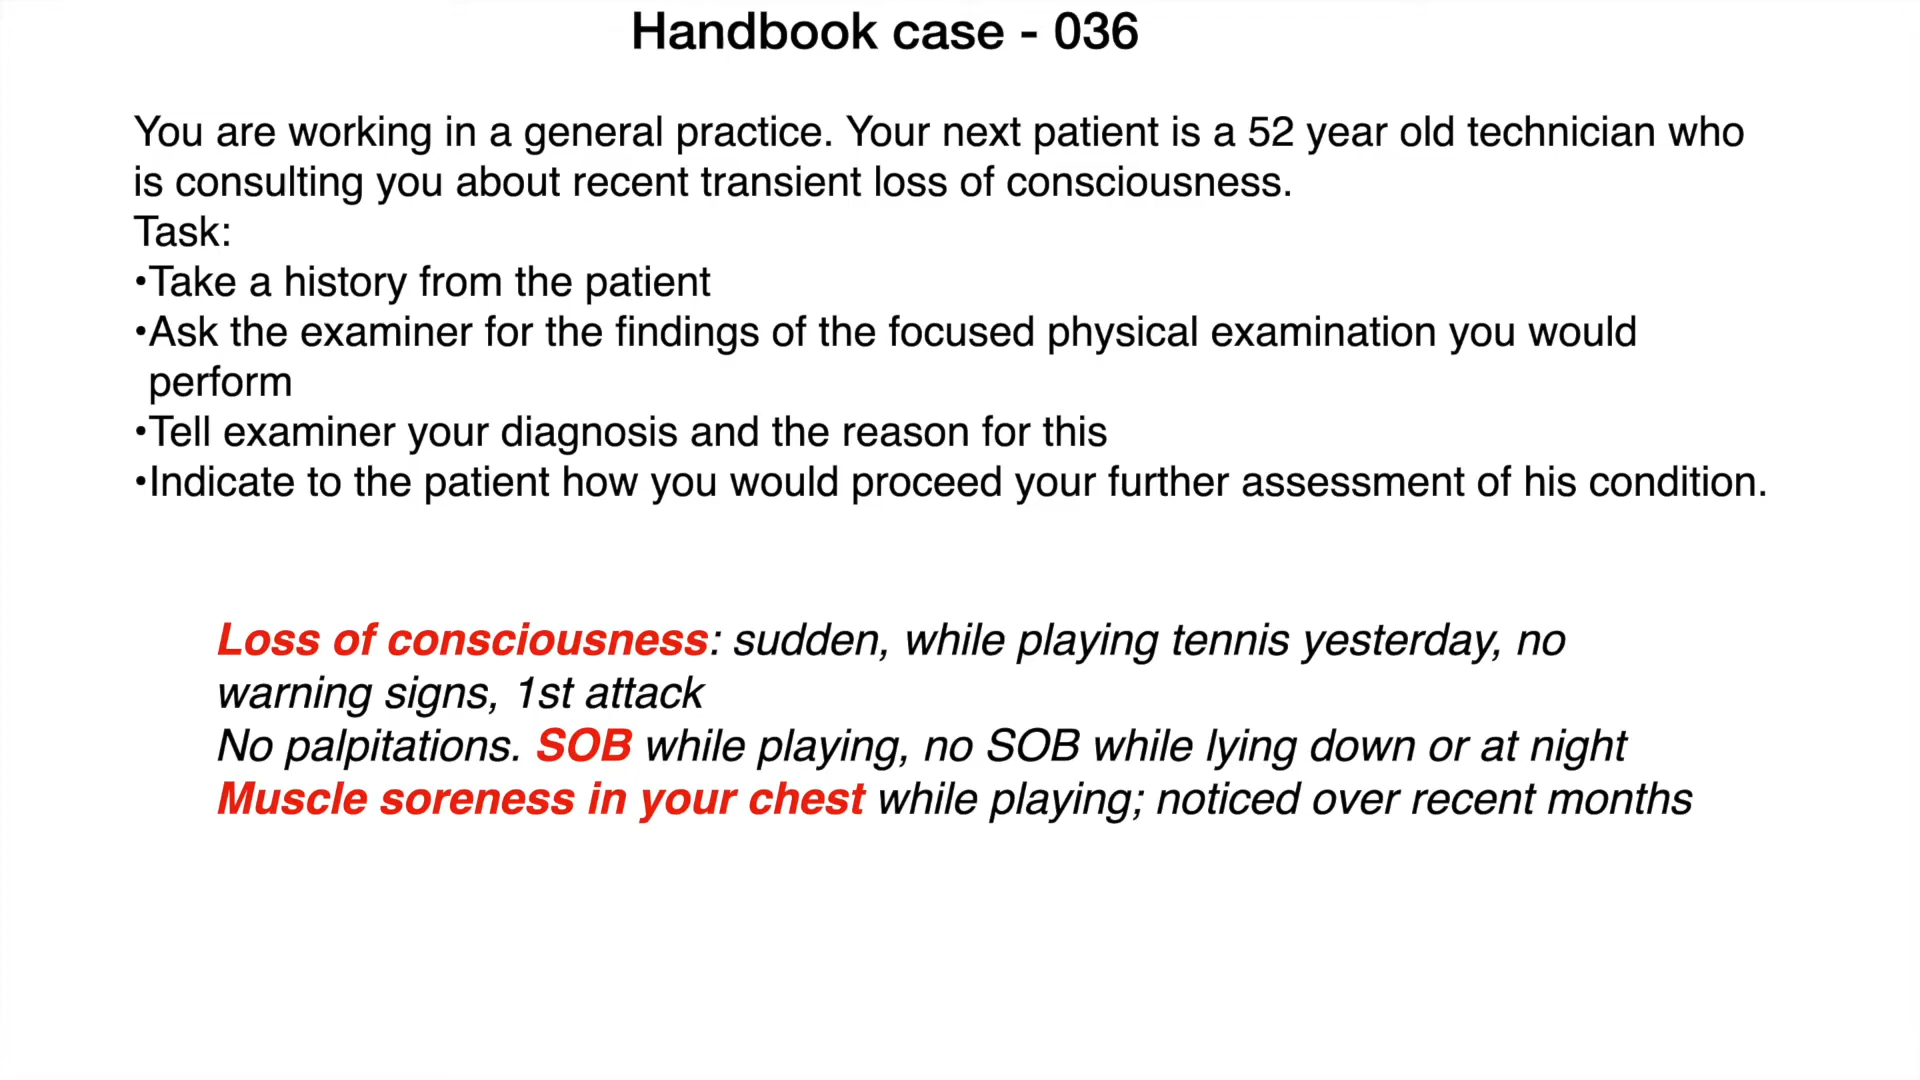 Handbook case - 036
You are working in a general practice. Your next patient is a 52 year old technician who
is consulting you about recent transient loss of consciousness.
Task:
•Take a history from the patient
•Ask the examiner for the findings of the focused physical examination you would
perform
•Tell examiner your diagnosis and the reason for this
•Indicate to the patient how you would proceed your further assessment of his condition.
Loss of consciousness: sudden, while playing tennis yesterday, no
warning signs, 1st attack
No palpitations. SOB while playing, no SOB while lying down or at night
Muscle soreness in your chest while playing; noticed over recent months